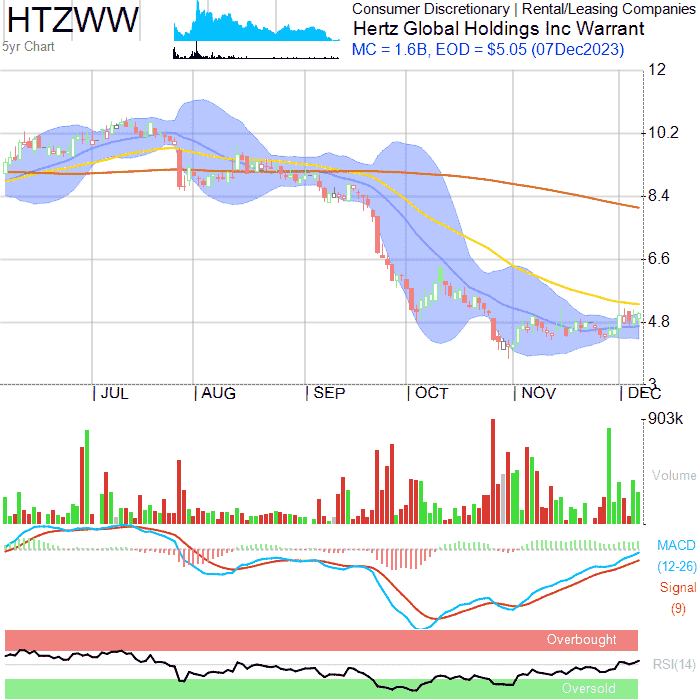 HTZWW
5yr Chart
Consumer Discretionary | Rental/Leasing Companies
Hertz Global Holdings Inc Warrant
MC = 1.6B, EOD = $5.05 (07Dec2023)
12
10.2
8.4
6.6
4.8
3
JUL AUG SEP OCT NOV DEC
903k
Volume
MACD
(12-26)
Signal
(9)
Overbought
RSI(14)
Oversold